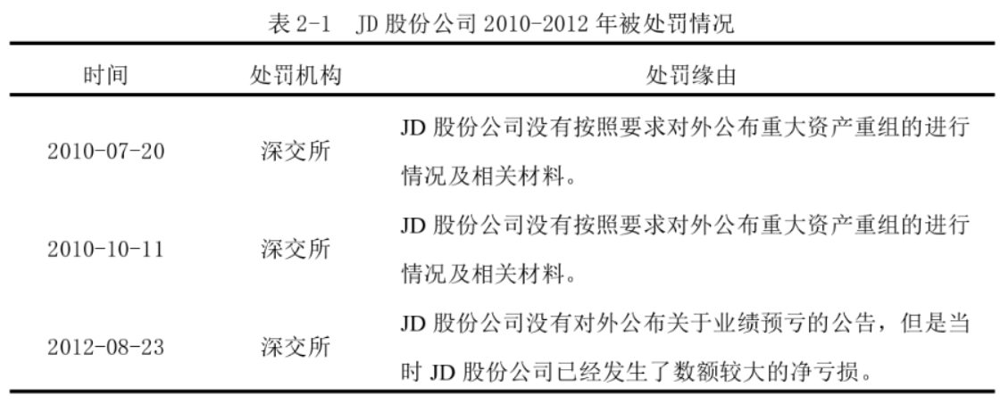 表 2-1 JD 股份公司 2010-2012 年被处罚情况
时间 处罚机构 处罚缘由
JD 股份公司没有按照要求对外公布重大资产重组的进行
2010-07-20 深交所
情况及相关材料。
JD 股份公司没有按照要求对外公布重大资产重组的进行
2010-10-11 深交所
情况及相关材料。
JD 股份公司没有对外公布关于业绩预亏的公告，但是当
2012-08-23 深交所
时 JD 股份公司已经发生了数额较大的净亏损。